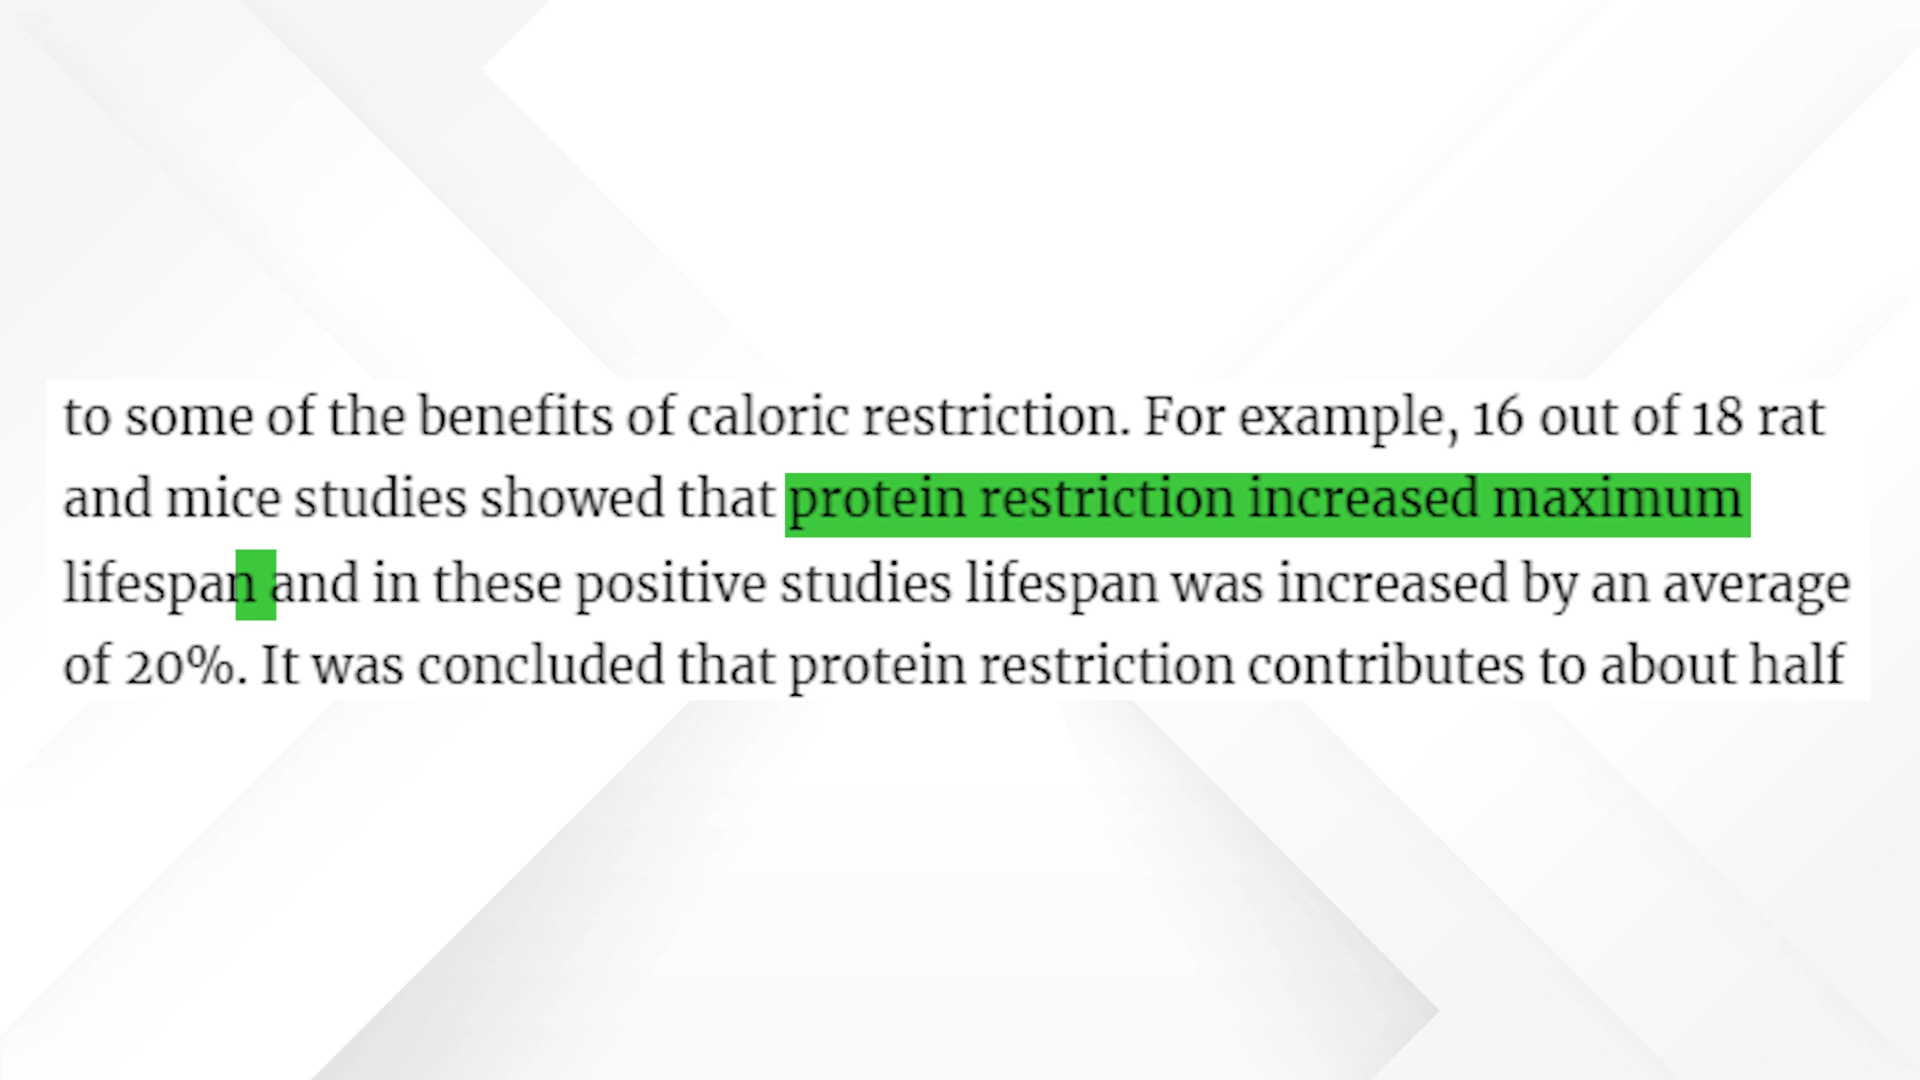 to some of the benefits of caloric restriction. For example, 16 out of 18 rat
and mice studies showed that protein restriction increased maximum
lifespan and in these positive studies lifespan was increased by an average
of 20%. It was concluded that protein restriction contributes to about half